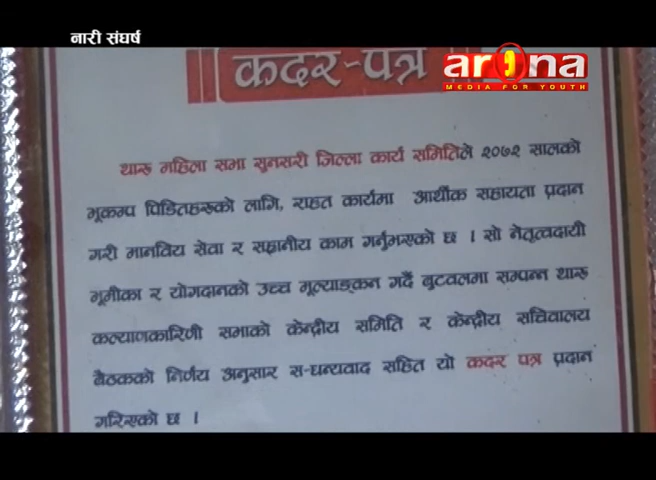 नारी संघर्ष
arena
MEDIA FOR YOUTH
कदर-पत्र
थारू महिला सभा सुनसरी जिल्ला कार्य समितिले २०७२ सालको
भूकम्प पिडितहरूको लागि, राहत कार्यमा आर्थीक सहायता प्रदान
गरी मानविय सेवा र सह्रानीय काम गर्नुभएको छ । सो नेतृत्वदायी
भूमीका र योगदानको उच्च मूल्याङ्कन गर्दै बुटवलमा सम्पन्न थारू
कल्याणकारिणी सभाको केन्द्रीय समिति र केन्द्रीय सचिवालय
बैठकको निर्णय अनुसार स-धन्यवाद सहित यो कदर पत्र प्रदान
गरिएको छ ।